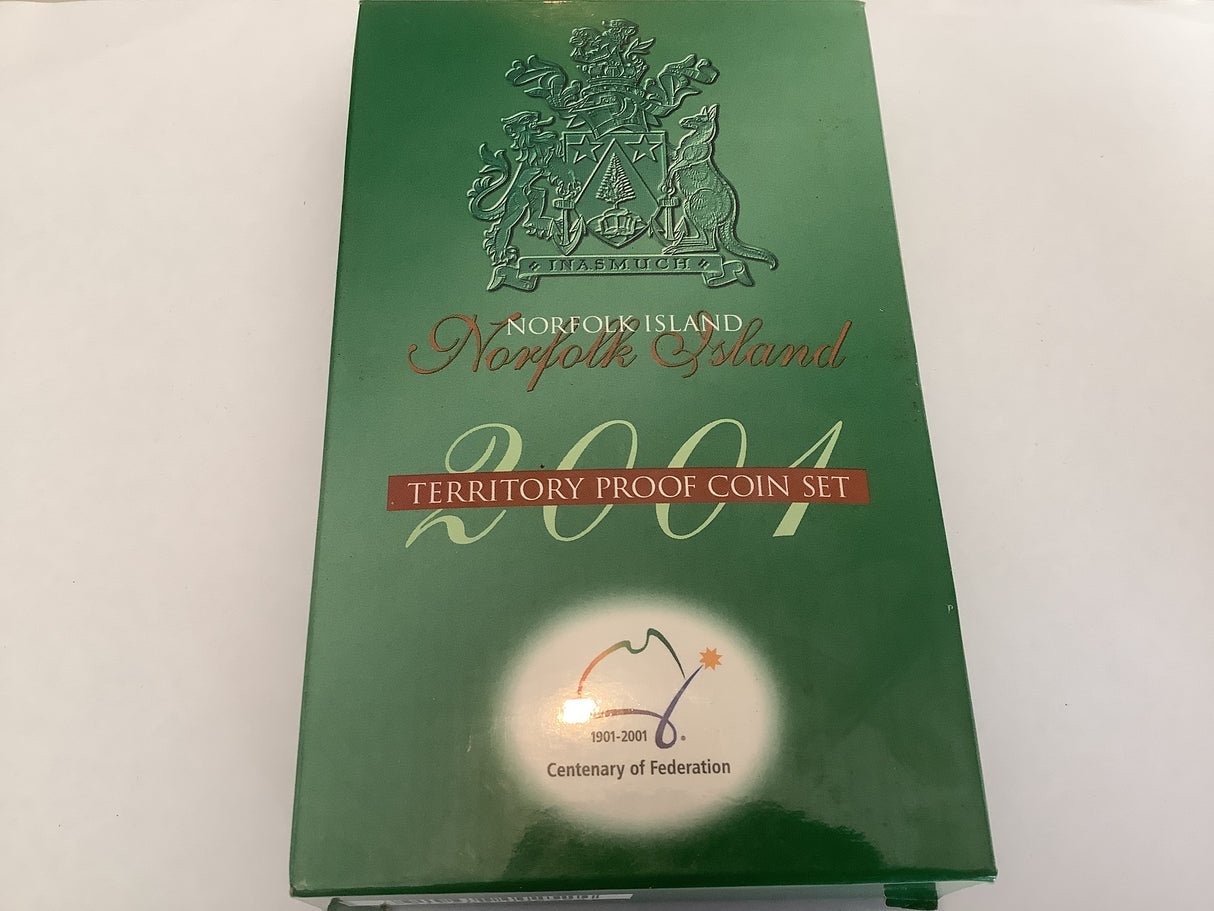 INASMUCH
NORFOLK ISLAND
Norfolk Island
2001
TERRITORY PROOF COIN SET
1901-2001
Centenary of Federation